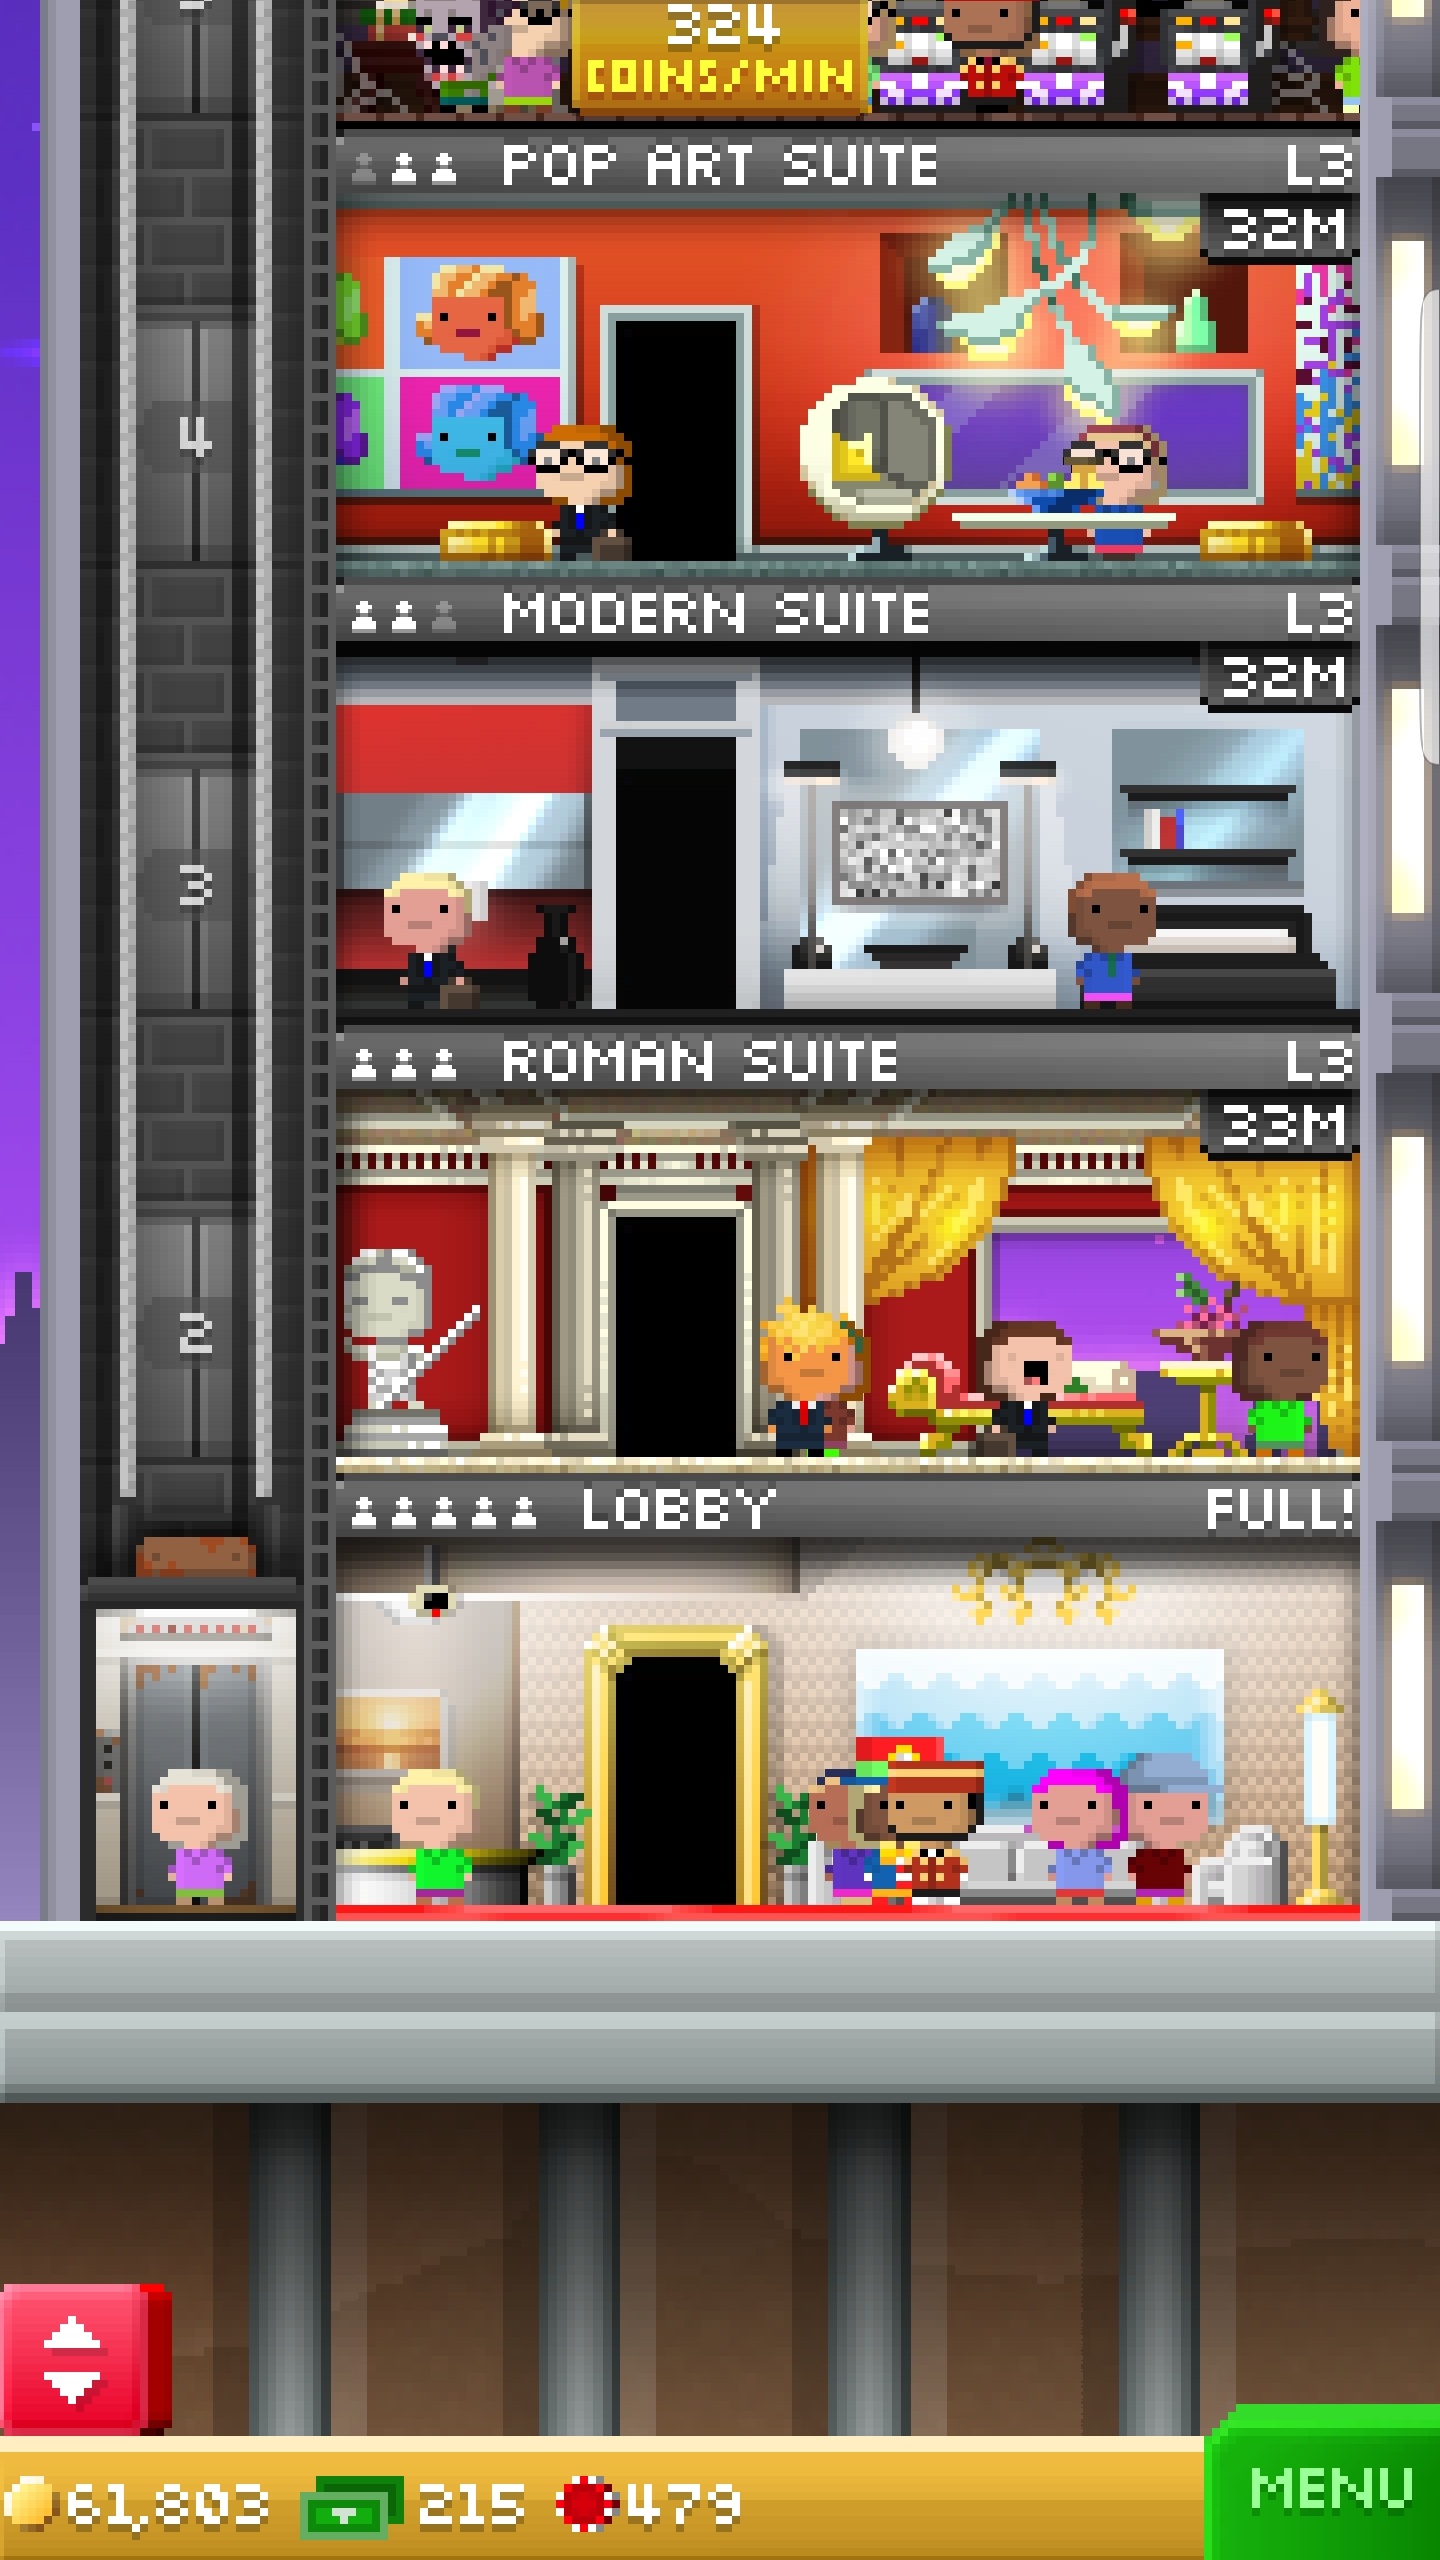 324
COINS/MIN
POP ART SUITE L3
32M
4
MODERN SUITE L3
32M
3
ROMAN SUITE L3
33M
2
LOBBY FULL!
MENU
61,803 215 479